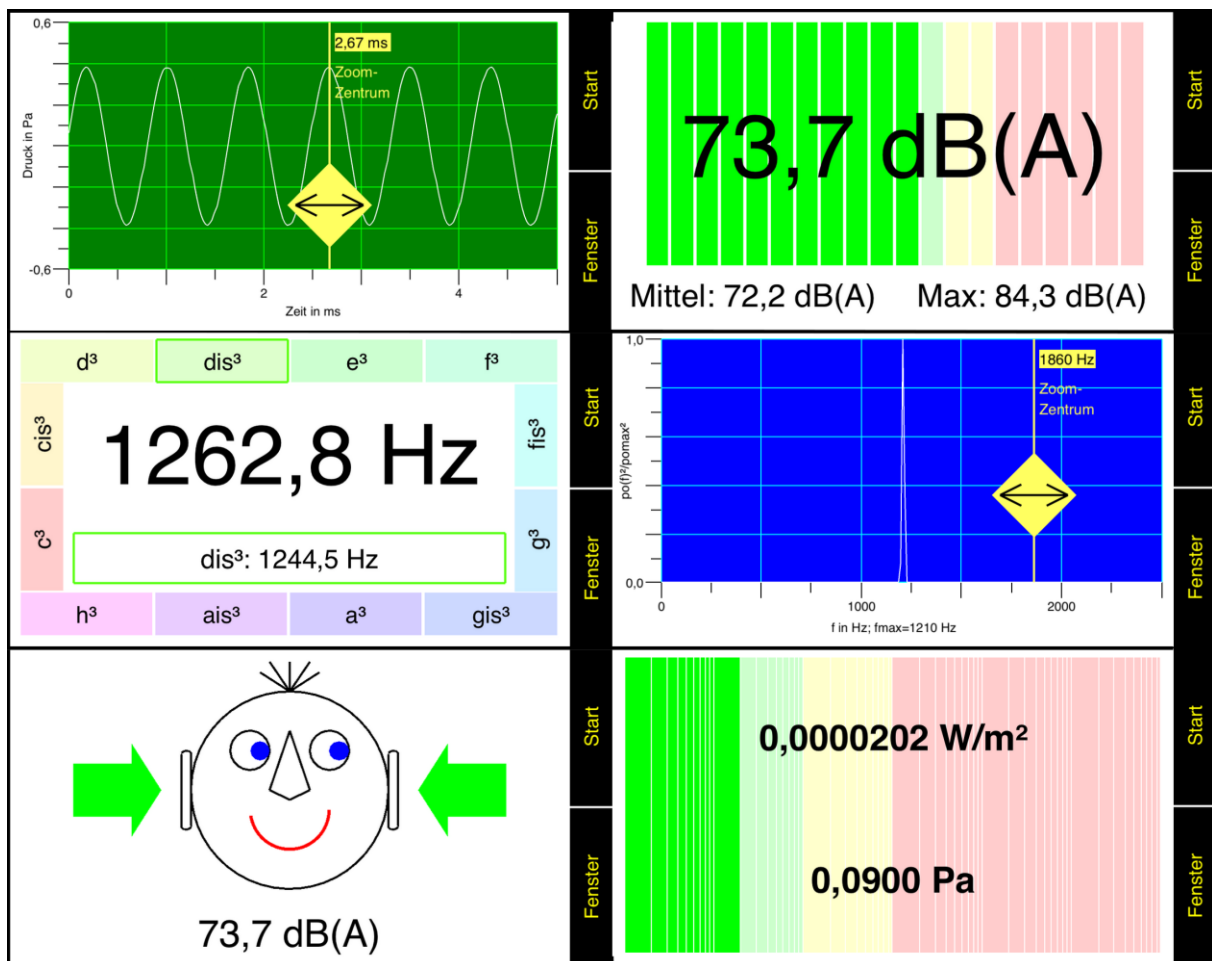 0,6
Druck in Pa
-0,6
2,67 ms
Zoom-
Zentrum
0
2
4
Zeit in ms
Start
Fenster
73,7 dB(A)
Mittel: 72,2 dB(A) Max: 84,3 dB(A)
Start
Fenster
d³ dis³ e³ f³
cis³
c³
1262,8 Hz
fis³
g³
dis³: 1244,5 Hz
h³ ais³ a³ gis³
Start
Fenster
1,0
po(f)²/pomax²
0,0
1860 Hz
Zoom-
Zentrum
0
1000
2000
f in Hz; fmax=1210 Hz
Start
Fenster
73,7 dB(A)
Start
Fenster
0,0000202 W/m²
0,0900 Pa
Start
Fenster